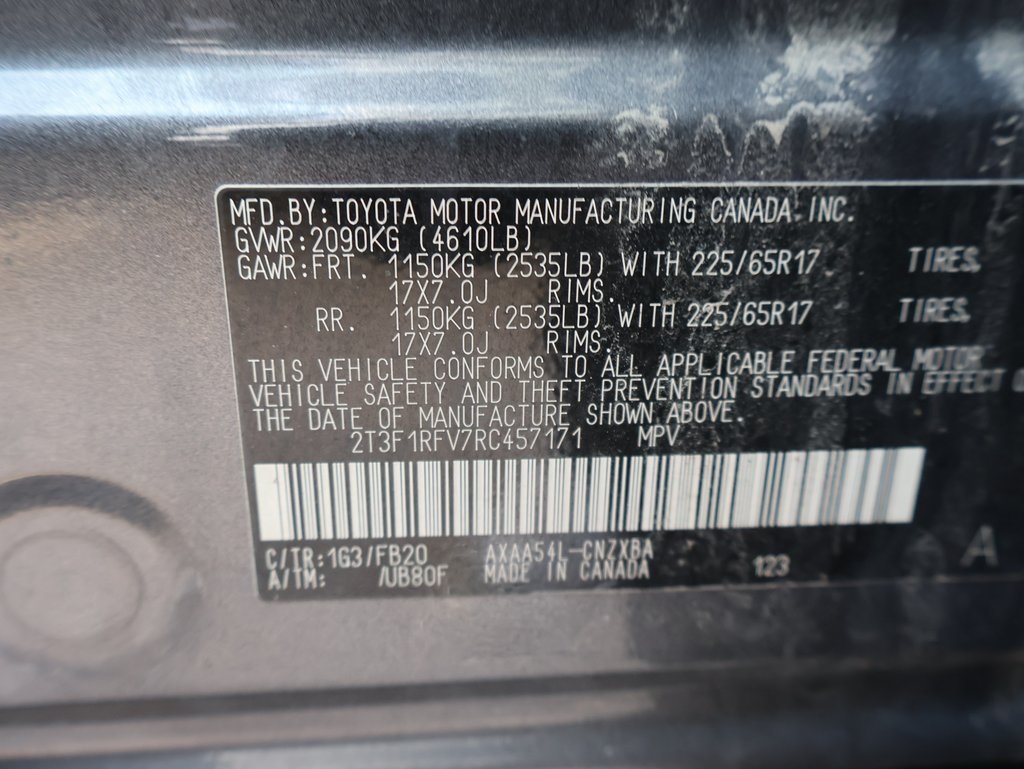 MFD.BY:TOYOTA MOTOR MANUFACTURING CANADA INC.
GVWR:2090KG (4610LB)
GAWR:FRT. 1150KG (2535LB) WITH 225/65R17 TIRES,
17X7.0J RIMS.
RR. 1150KG (2535LB) WITH 225/65R17 TIRES,
17X7.0J RIMS.
THIS VEHICLE CONFORMS TO ALL APPLICABLE FEDERAL MOTOR
VEHICLE SAFETY AND THEFT PREVENTION STANDARDS IN EFFECT
THE DATE OF MANUFACTURE SHOWN ABOVE.
2T3F1RFV7RC457171 MPV
C/TR:1G3/FB20 AXAA54L-CNZXBA 123 A
A/TM: /UB80F MADE IN CANADA